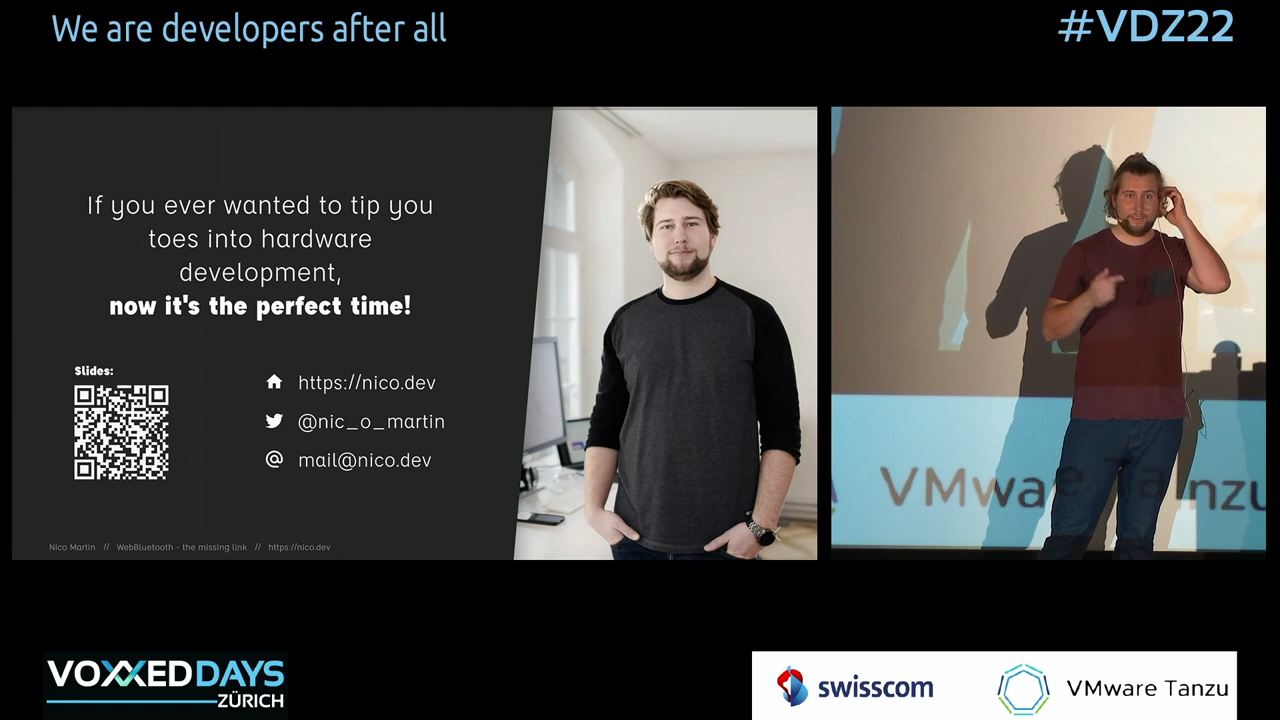 We are developers after all
#VDZ22
If you ever wanted to tip you
toes into hardware
development,
now it's the perfect time!
Slides:
https://nico.dev
@nic_o_martin
mail@nico.dev
Nico Martin // WebBluetooth - the missing link // https://nico.dev
VMware Tanzu
VOXXED DAYS
ZÜRICH
swisscom
VMware Tanzu